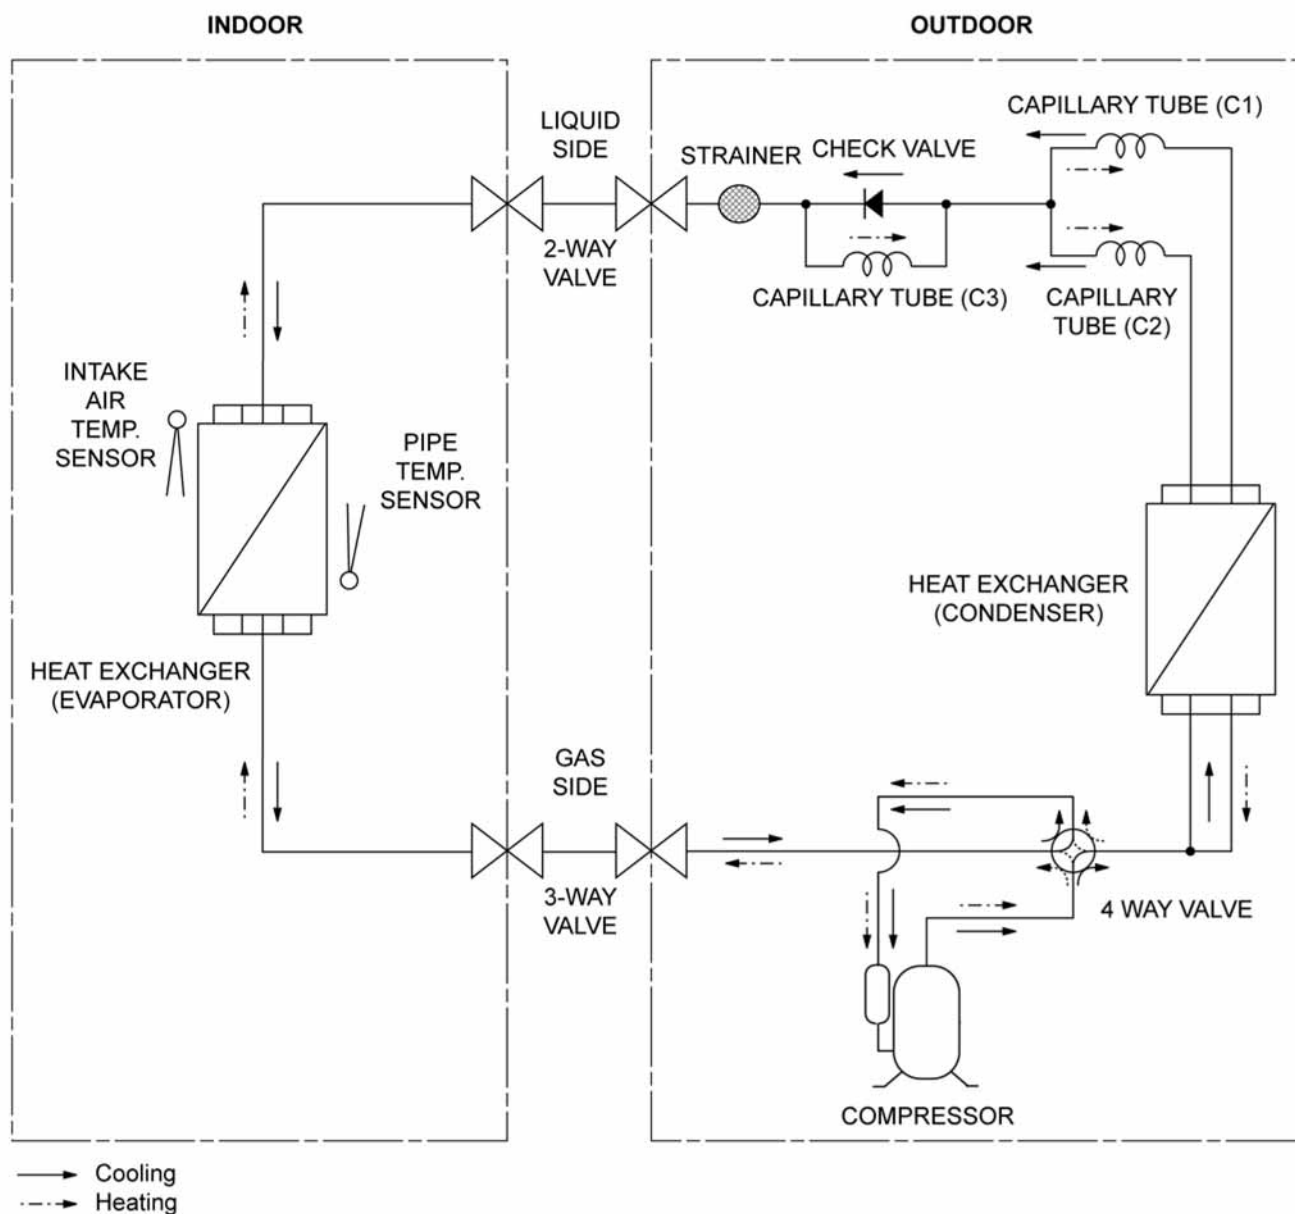 INDOOR
OUTDOOR
CAPILLARY TUBE (C1)
LIQUID
SIDE
STRAINER
CHECK VALVE
2-WAY
VALVE
CAPILLARY TUBE (C3)
CAPILLARY
TUBE (C2)
INTAKE
AIR
TEMP.
SENSOR
PIPE
TEMP.
SENSOR
HEAT EXCHANGER
(CONDENSER)
HEAT EXCHANGER
(EVAPORATOR)
GAS
SIDE
3-WAY
VALVE
4 WAY VALVE
COMPRESSOR
Cooling
Heating